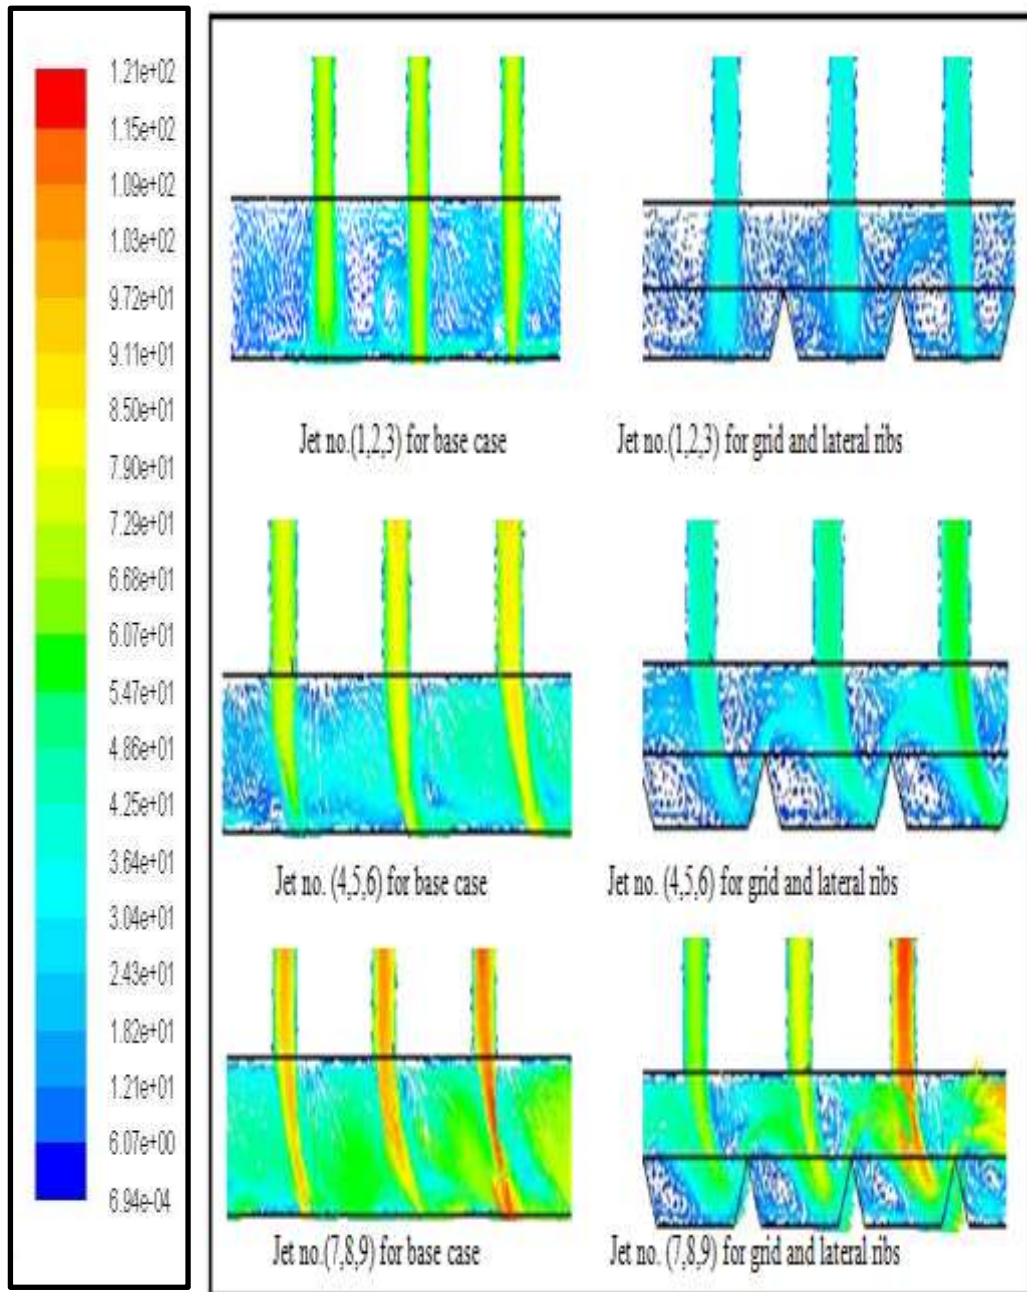 1.21e+02
1.15e+02
1.09e+02
1.03e+02
9.72e+01
9.11e+01
8.50e+01
7.90e+01
7.29e+01
6.68e+01
6.07e+01
5.47e+01
4.86e+01
4.25e+01
3.64e+01
3.04e+01
2.43e+01
1.82e+01
1.21e+01
6.07e+00
6.94e-04
Jet no.(1,2,3) for base case
Jet no.(1,2,3) for grid and lateral ribs
Jet no. (4,5,6) for base case
Jet no. (4,5,6) for grid and lateral ribs
Jet no.(7,8,9) for base case
Jet no. (7,8,9) for grid and lateral ribs